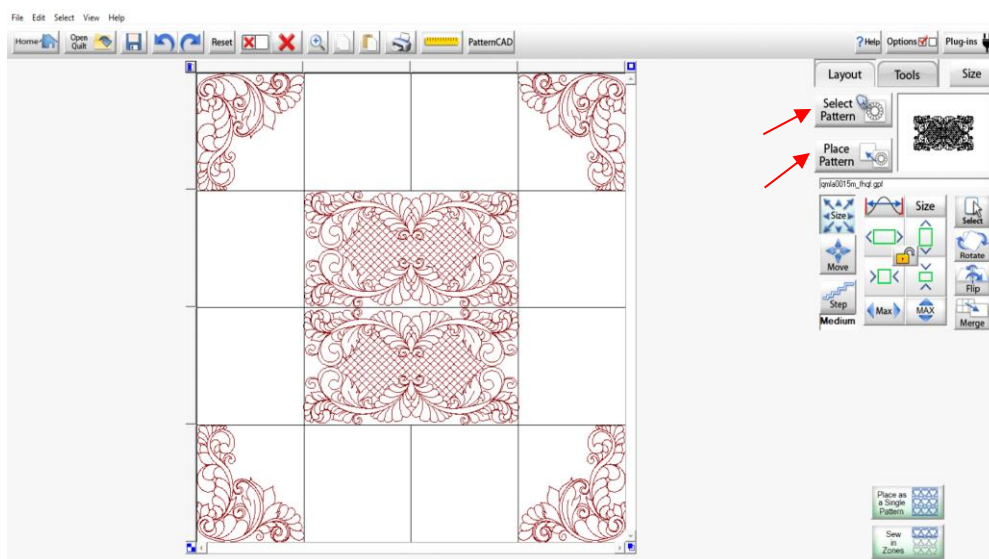 File Edit Select View Help
Home
Open
Quilt
Reset
PatternCAD
?Help
Options
Plug-ins
Layout
Tools
Size
Select
Pattern
Place
Pattern
Size
Size
Select
Move
Rotate
Flip
Step
Medium
Max
MAX
Merge
Place as
a Single
Pattern
Sew
in
Zones